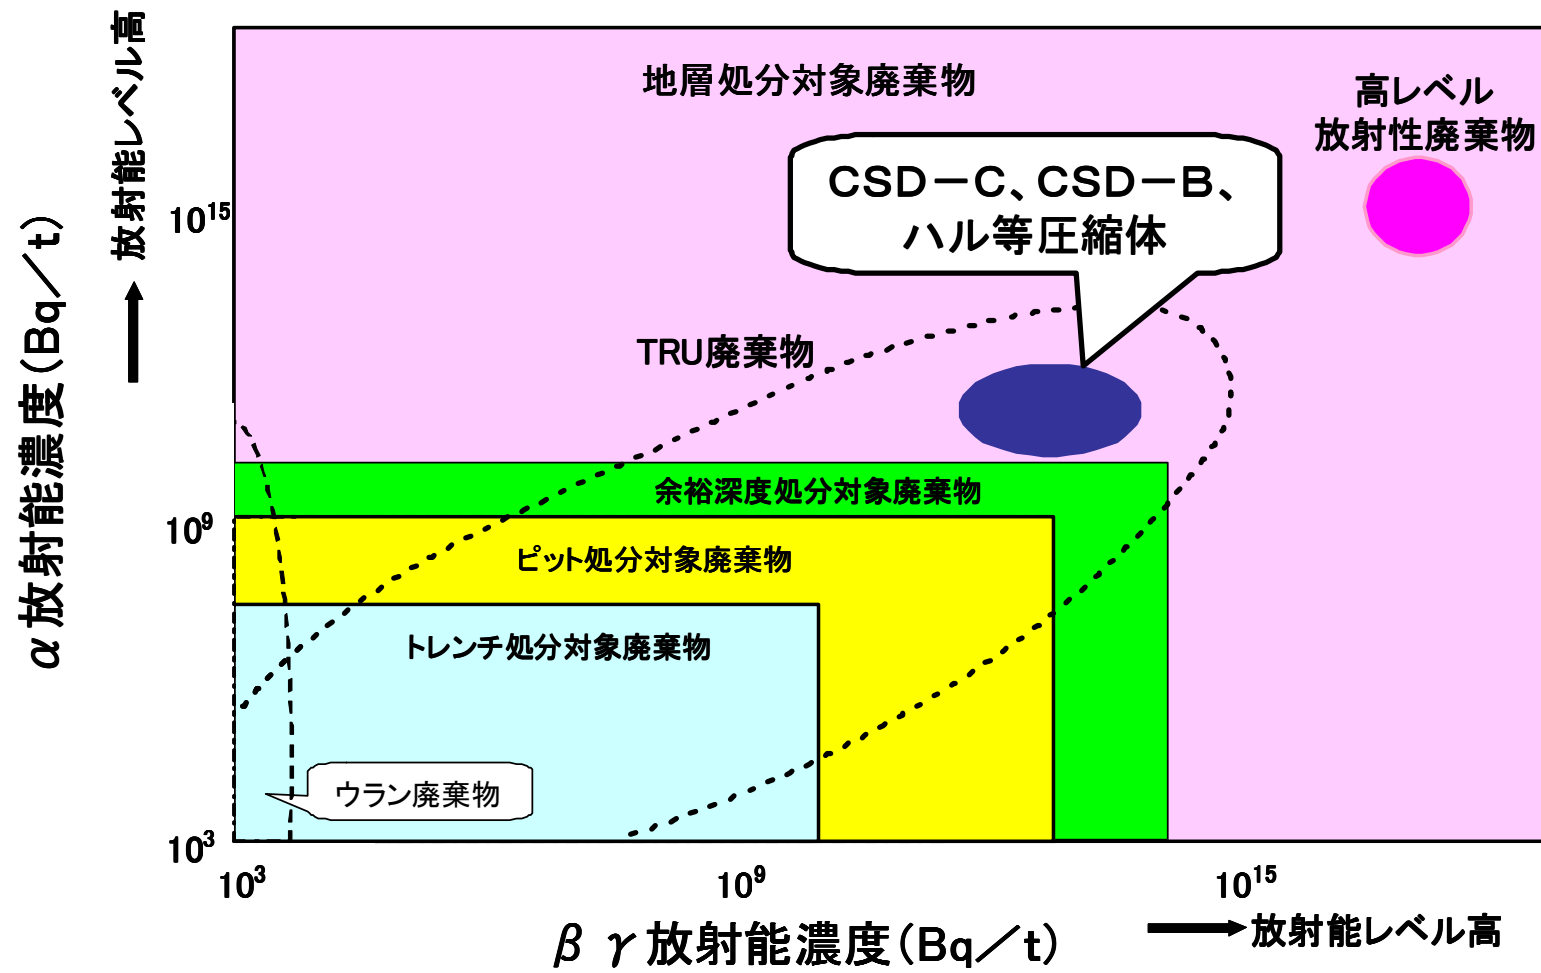 放射能レベル高
α放射能濃度(Bq/t)
地層処分対象廃棄物
高レベル
放射性廃棄物
CSD-C、CSD-B、
ハル等圧縮体
10¹⁵
TRU廃棄物
余裕深度処分対象廃棄物
10⁹
ピット処分対象廃棄物
トレンチ処分対象廃棄物
ウラン廃棄物
10³
10³
10⁹
10¹⁵
βγ放射能濃度(Bq/t)
放射能レベル高